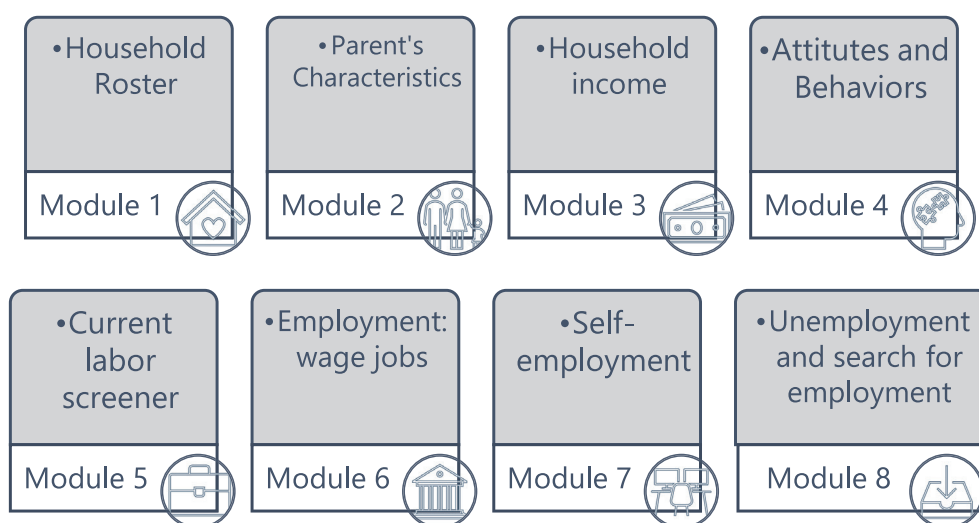 •Household
Roster
Module 1
•Parent's
Characteristics
Module 2
•Household
income
Module 3
•Attitutes and
Behaviors
Module 4
•Current
labor
screener
Module 5
•Employment:
wage jobs
Module 6
•Self-
employment
Module 7
•Unemployment
and search for
employment
Module 8